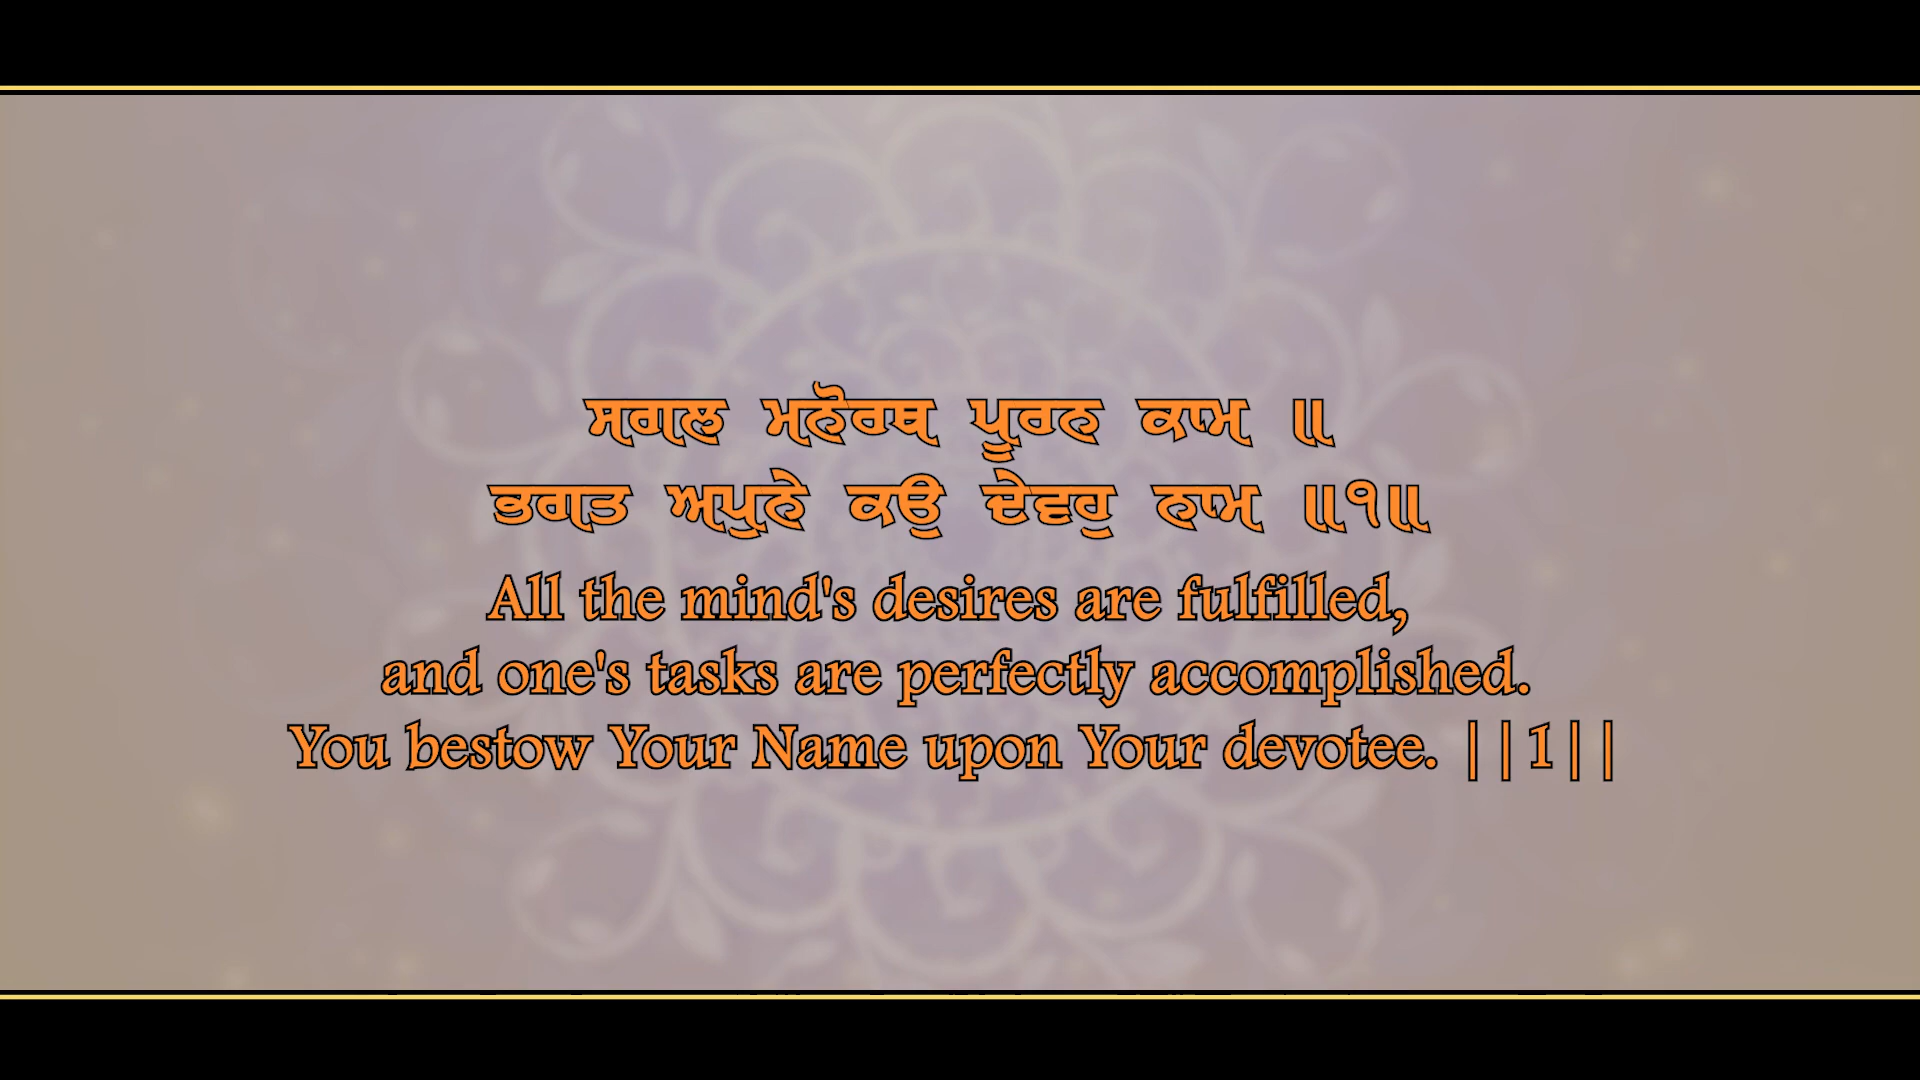 ਸਗਲ ਮਨੋਰਥ ਪੂਰਨ ਕਾਮ ॥
ਭਗਤ ਅਪੁਨੇ ਕਉ ਦੇਵਹੁ ਨਾਮ ॥੧॥
All the mind's desires are fulfilled,
and one's tasks are perfectly accomplished.
You bestow Your Name upon Your devotee. ||1||